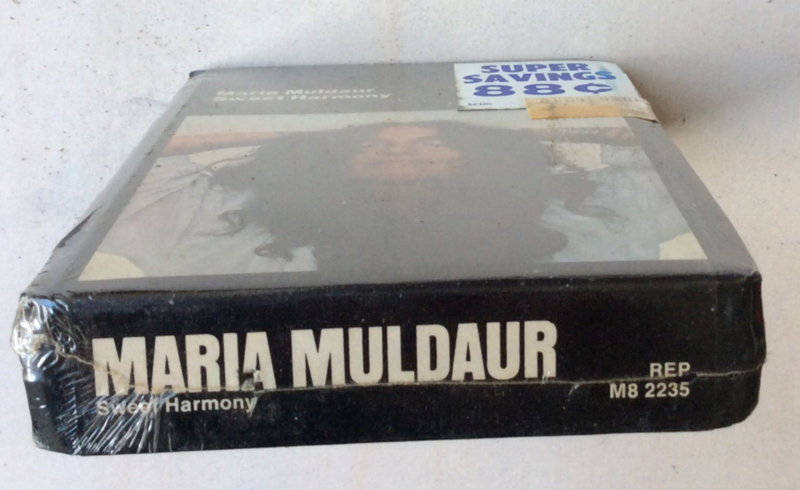 SUPER
SAVINGS
88¢
Maria Muldaur
Sweet Harmony
MARIA MULDAUR
Sweet Harmony
REP
M8 2235